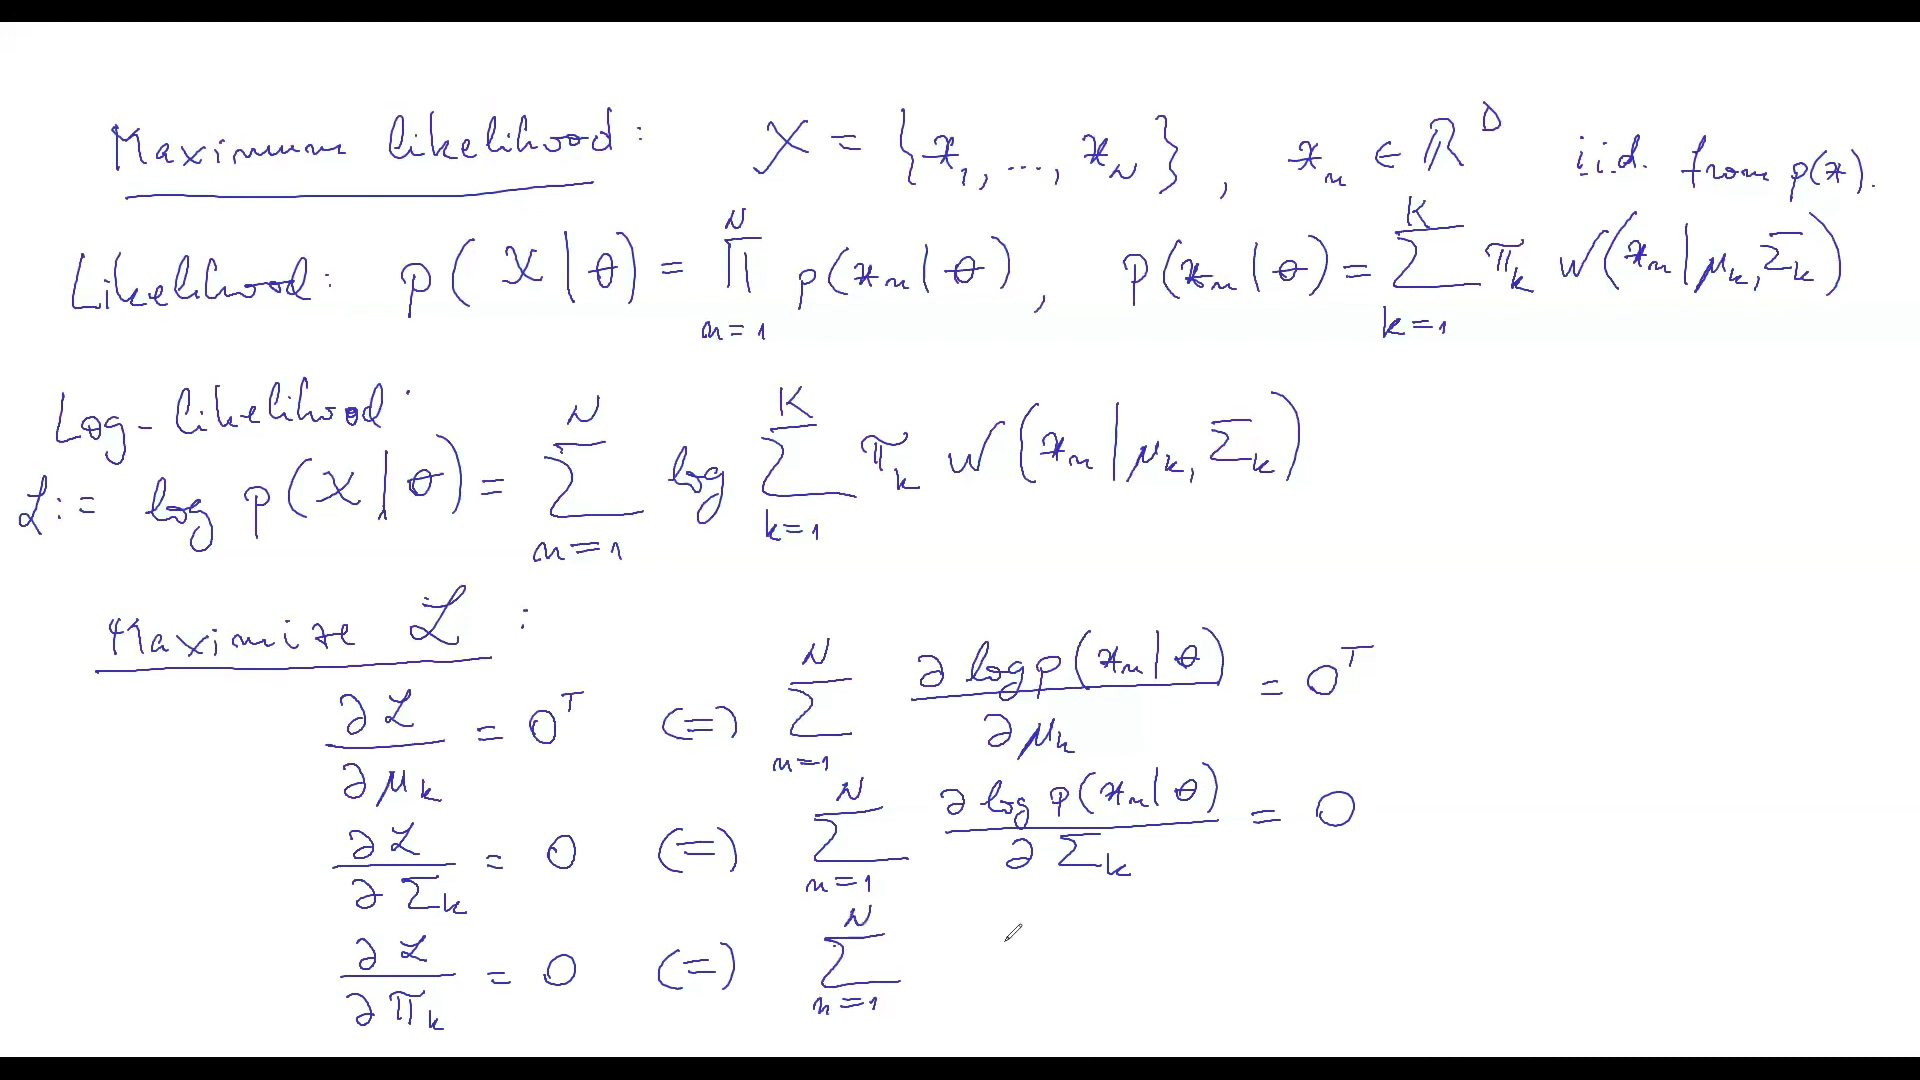 Maximum likelihood: X = {x_1, ..., x_N}, x_n ∈ ℝ^D i.i.d. from p(x).
Likelihood: p(X|θ) = ∏_{n=1}^{N} p(x_n|θ), p(x_n|θ) = ∑_{k=1}^{K} π_k N(x_n|μ_k, Σ_k)
Log-likelihood:
ℒ := log p(X|θ) = ∑_{n=1}^{N} log ∑_{k=1}^{K} π_k N(x_n|μ_k, Σ_k)
Maximize ℒ:
∂ℒ/∂μ_k = 0^T (=) ∑_{n=1}^{N} ∂ log p(x_n|θ)/∂μ_k = 0^T
∂ℒ/∂Σ_k = 0 (=) ∑_{n=1}^{N} ∂ log p(x_n|θ)/∂Σ_k = 0
∂ℒ/∂π_k = 0 (=) ∑_{n=1}^{N}